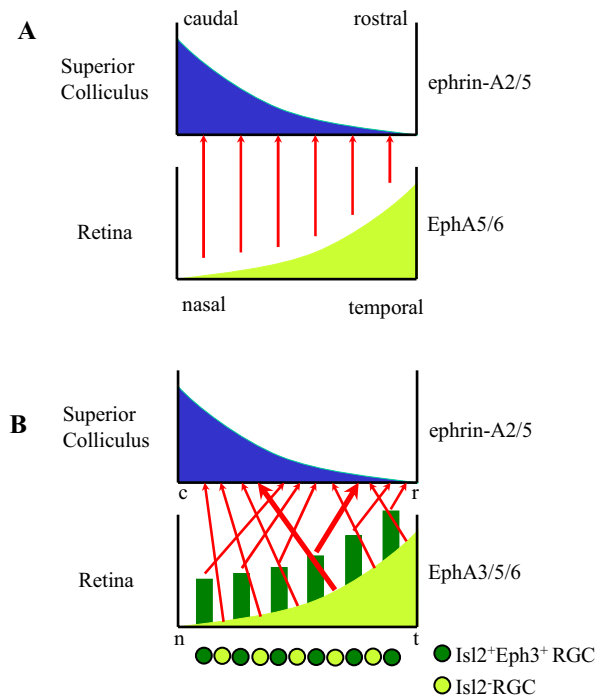 A
caudal
rostral
Superior
Colliculus
ephrin-A2/5
Retina
EphA5/6
nasal
temporal
B
Superior
Colliculus
ephrin-A2/5
c
r
Retina
EphA3/5/6
n
t
Isl2+Eph3+ RGC
Isl2-RGC